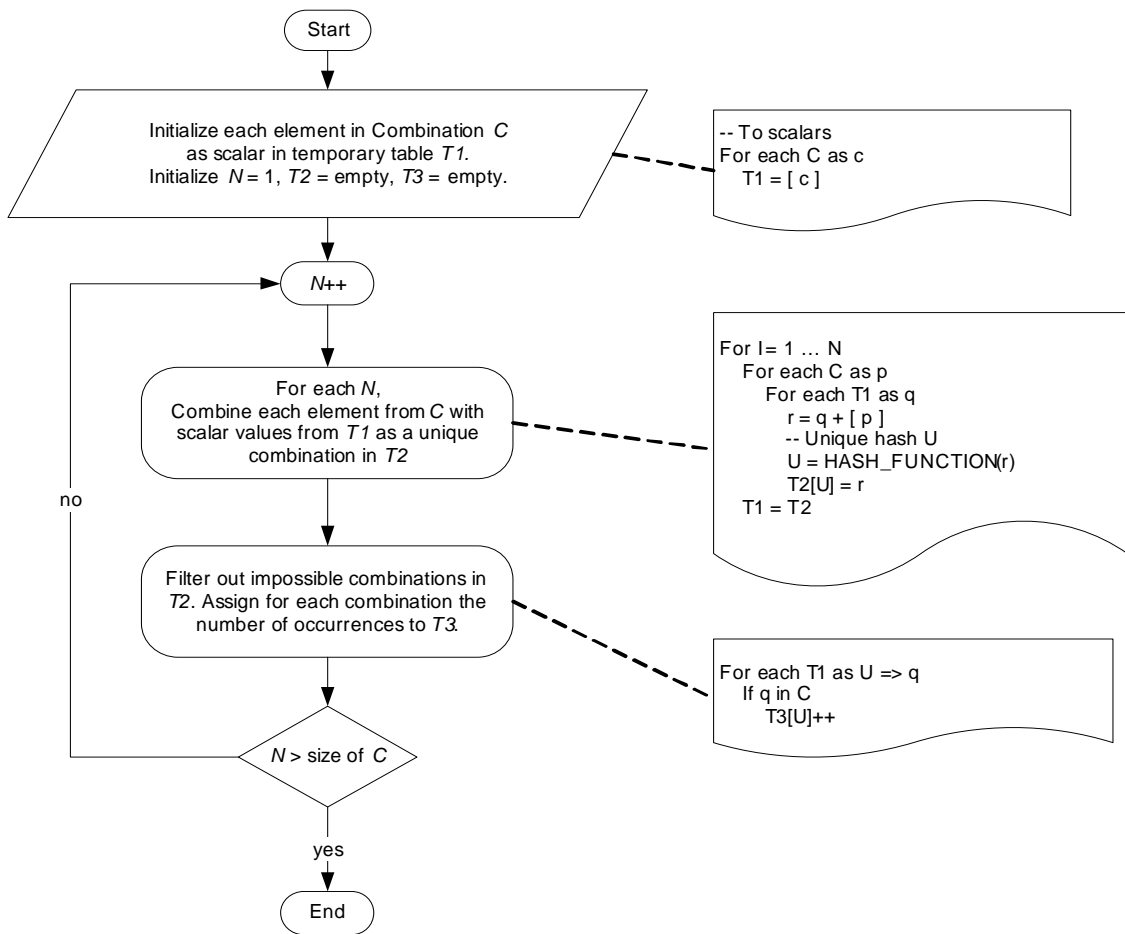 Start
Initialize each element in Combination C
as scalar in temporary table T1.
Initialize N = 1, T2 = empty, T3 = empty.
-- To scalars
For each C as c
T1 = [ c ]
N++
For each N,
Combine each element from C with
scalar values from T1 as a unique
combination in T2
For I = 1 ... N
For each C as p
For each T1 as q
r = q + [ p ]
-- Unique hash U
U = HASH_FUNCTION(r)
T2[U] = r
T1 = T2
no
Filter out impossible combinations in
T2. Assign for each combination the
number of occurrences to T3.
For each T1 as U => q
If q in C
T3[U]++
N > size of C
yes
End